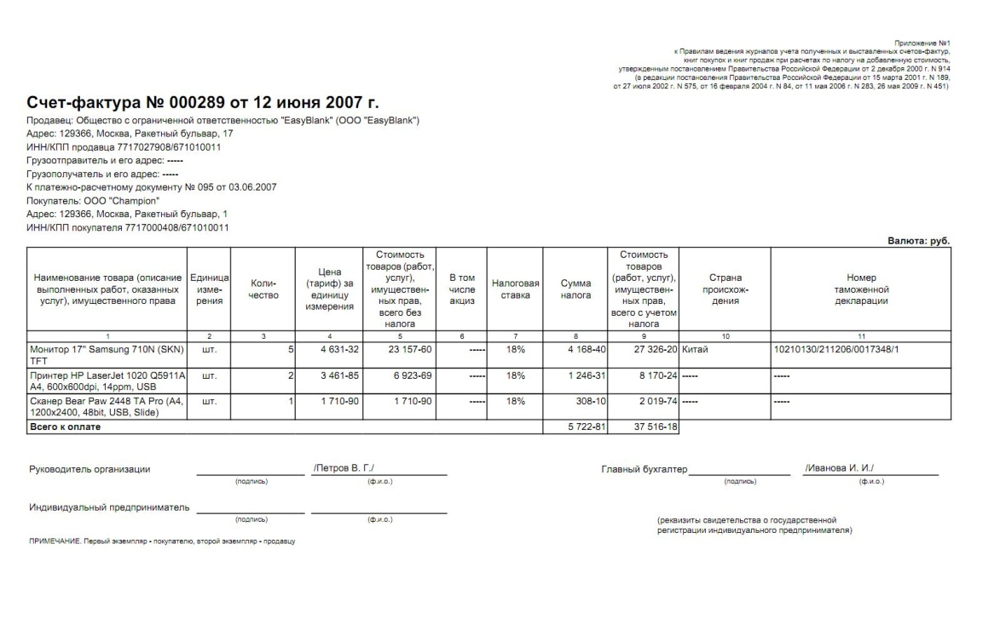 Приложение №1
к Правилам ведения журналов учета полученных и выставленных счетов-фактур,
книг покупок и книг продаж при расчетах по налогу на добавленную стоимость,
утвержденным постановлением Правительства Российской Федерации от 2 декабря 2000 г. N 914
(в редакции постановления Правительства Российской Федерации от 15 марта 2001 г. N 189,
от 27 июля 2002 г. N 575, от 16 февраля 2004 г. N 84, от 11 мая 2006 г. N 283, 26 мая 2009 г. N 451)
Счет-фактура № 000289 от 12 июня 2007 г.
Продавец: Общество с ограниченной ответственностью "EasyBlank" (ООО "EasyBlank")
Адрес: 129366, Москва, Ракетный бульвар, 17
ИНН/КПП продавца 7717027908/671010011
Грузоотправитель и его адрес: -----
Грузополучатель и его адрес: -----
К платежно-расчетному документу № 095 от 03.06.2007
Покупатель: ООО "Champion"
Адрес: 129366, Москва, Ракетный бульвар, 1
ИНН/КПП покупателя 7717000408/671010011
Валюта: руб.
Наименование товара (описание
выполненных работ, оказанных
услуг), имущественного права
Единица
изме-
рения
Коли-
чество
Цена
(тариф) за
единицу
измерения
Стоимость
товаров (работ,
услуг),
имуществен-
ных прав,
всего без
налога
В том
числе
акциз
Налоговая
ставка
Сумма
налога
Стоимость
товаров
(работ, услуг),
имуществен-
ных прав,
всего с учетом
налога
Страна
происхож-
дения
Номер
таможенной
декларации
1 2 3 4 5 6 7 8 9 10 11
Монитор 17" Samsung 710N (SKN) шт. 5 4 631-32 23 157-60 ----- 18% 4 168-40 27 326-20 Китай 10210130/211206/0017348/1
TFT
Принтер HP LaserJet 1020 Q5911A шт. 2 3 461-85 6 923-69 ----- 18% 1 246-31 8 170-24 ----- -----
A4, 600x600dpi, 14ppm, USB
Сканер Bear Paw 2448 TA Pro (A4, шт. 1 1 710-90 1 710-90 ----- 18% 308-10 2 019-74 ----- -----
1200x2400, 48bit, USB, Slide)
Всего к оплате 5 722-81 37 516-18
Руководитель организации /Петров В. Г./ Главный бухгалтер /Иванова И. И./
(подпись) (ф.и.о.) (подпись) (ф.и.о.)
Индивидуальный предприниматель
(подпись) (ф.и.о.)
(реквизиты свидетельства о государственной
регистрации индивидуального предпринимателя)
ПРИМЕЧАНИЕ. Первый экземпляр - покупателю, второй экземпляр - продавцу